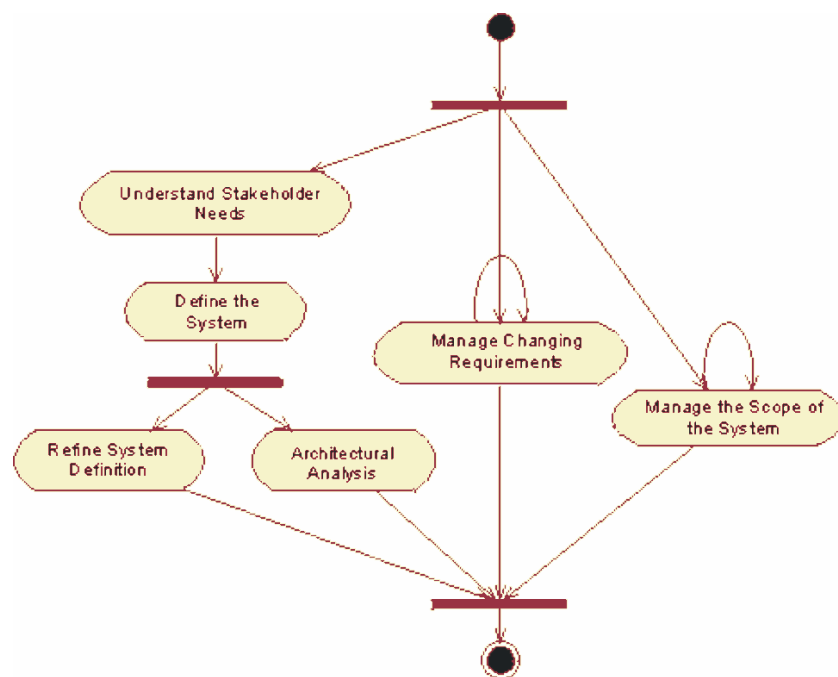 Understand Stakeholder
Needs
Define the
System
Manage Changing
Requirements
Manage the Scope of
the System
Refine System
Definition
Architectural
Analysis